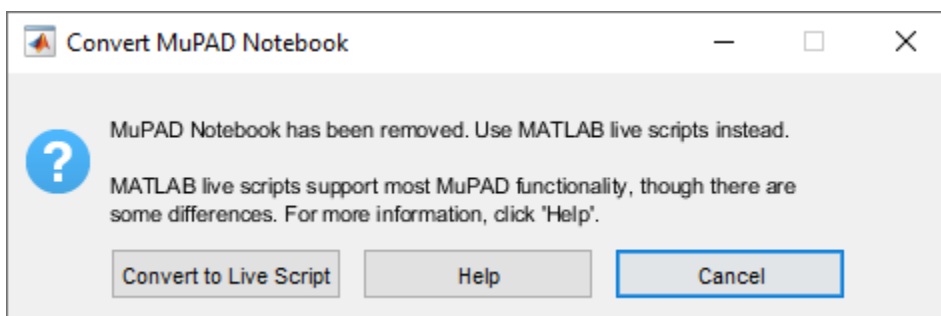 Convert MuPAD Notebook
MuPAD Notebook has been removed. Use MATLAB live scripts instead.
MATLAB live scripts support most MuPAD functionality, though there are
some differences. For more information, click 'Help'.
Convert to Live Script
Help
Cancel